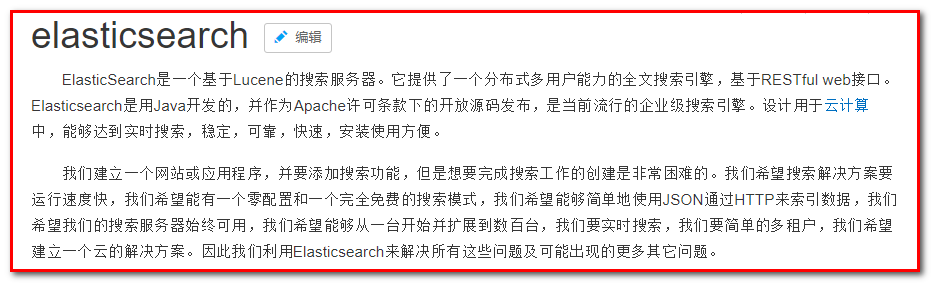 elasticsearch 编辑
ElasticSearch是一个基于Lucene的搜索服务器。它提供了一个分布式多用户能力的全文搜索引擎，基于RESTful web接口。
Elasticsearch是用Java开发的，并作为Apache许可条款下的开放源码发布，是当前流行的企业级搜索引擎。设计用于云计算
中，能够达到实时搜索，稳定，可靠，快速，安装使用方便。
我们建立一个网站或应用程序，并要添加搜索功能，但是想要完成搜索工作的创建是非常困难的。我们希望搜索解决方案要
运行速度快，我们希望能有一个零配置和一个完全免费的搜索模式，我们希望能够简单地使用JSON通过HTTP来索引数据，我们
希望我们的搜索服务器始终可用，我们希望能够从一台开始并扩展到数百台，我们要实时搜索，我们要简单的多租户，我们希望
建立一个云的解决方案。因此我们利用Elasticsearch来解决所有这些问题及可能出现的更多其它问题。